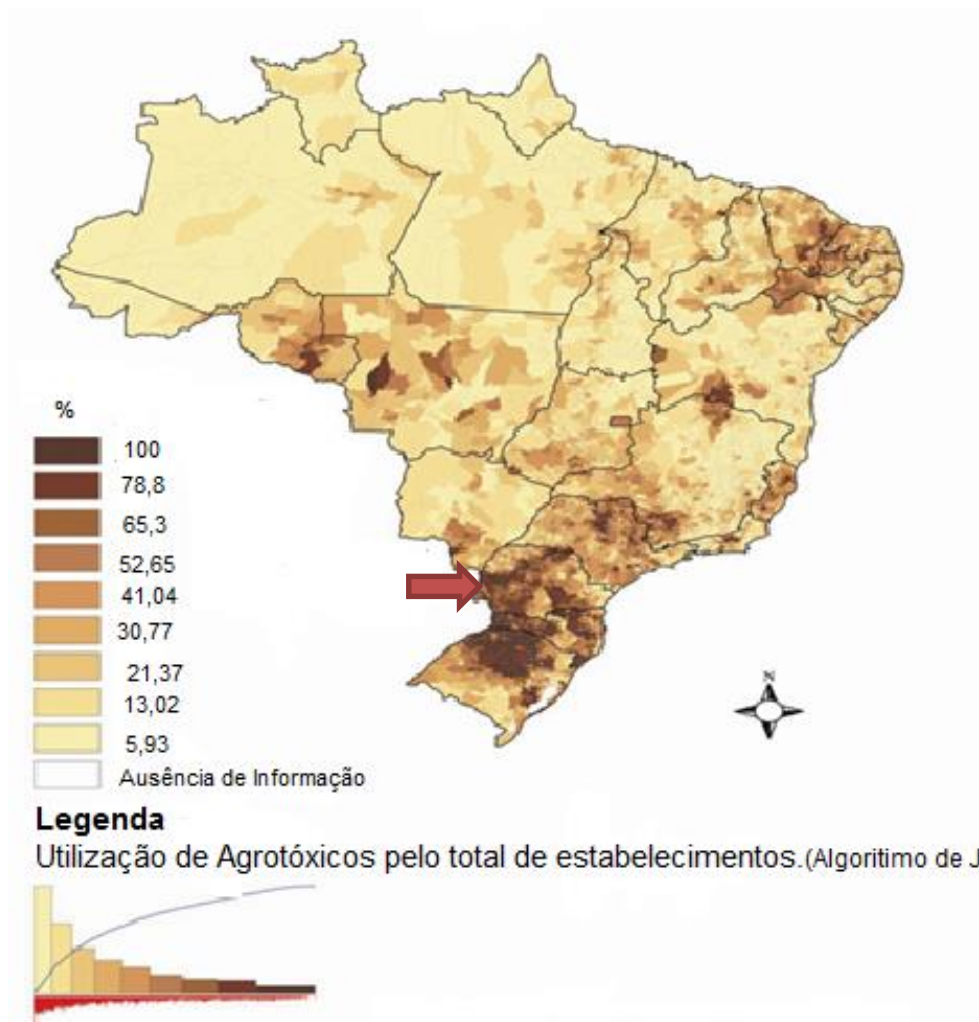 N
%
100
78,8
65,3
52,65
41,04
30,77
21,37
13,02
5,93
Ausência de Informação
Legenda
Utilização de Agrotóxicos pelo total de estabelecimentos.(Algoritimo de J